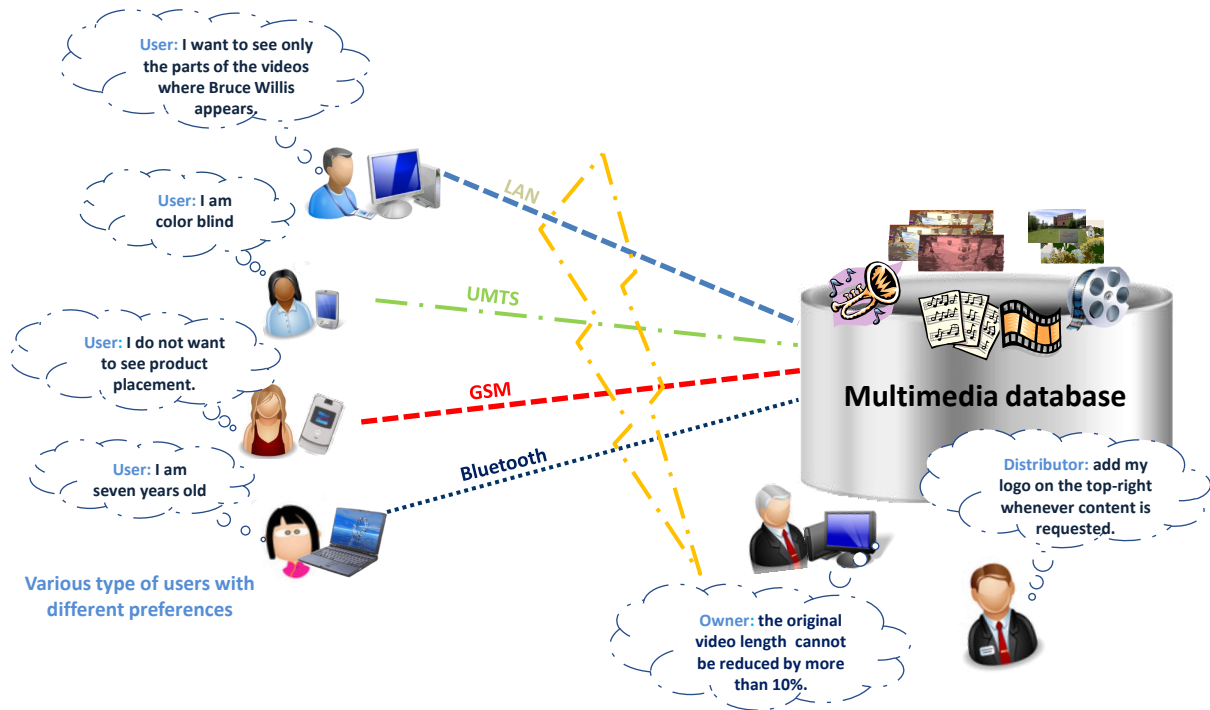 User: I want to see only
the parts of the videos
where Bruce Willis
appears.
User: I am
color blind
User: I do not want
to see product
placement.
User: I am
seven years old
Various type of users with
different preferences
LAN
UMTS
GSM
Bluetooth
Multimedia database
Distributor: add my
logo on the top-right
whenever content is
requested.
Owner: the original
video length cannot
be reduced by more
than 10%.